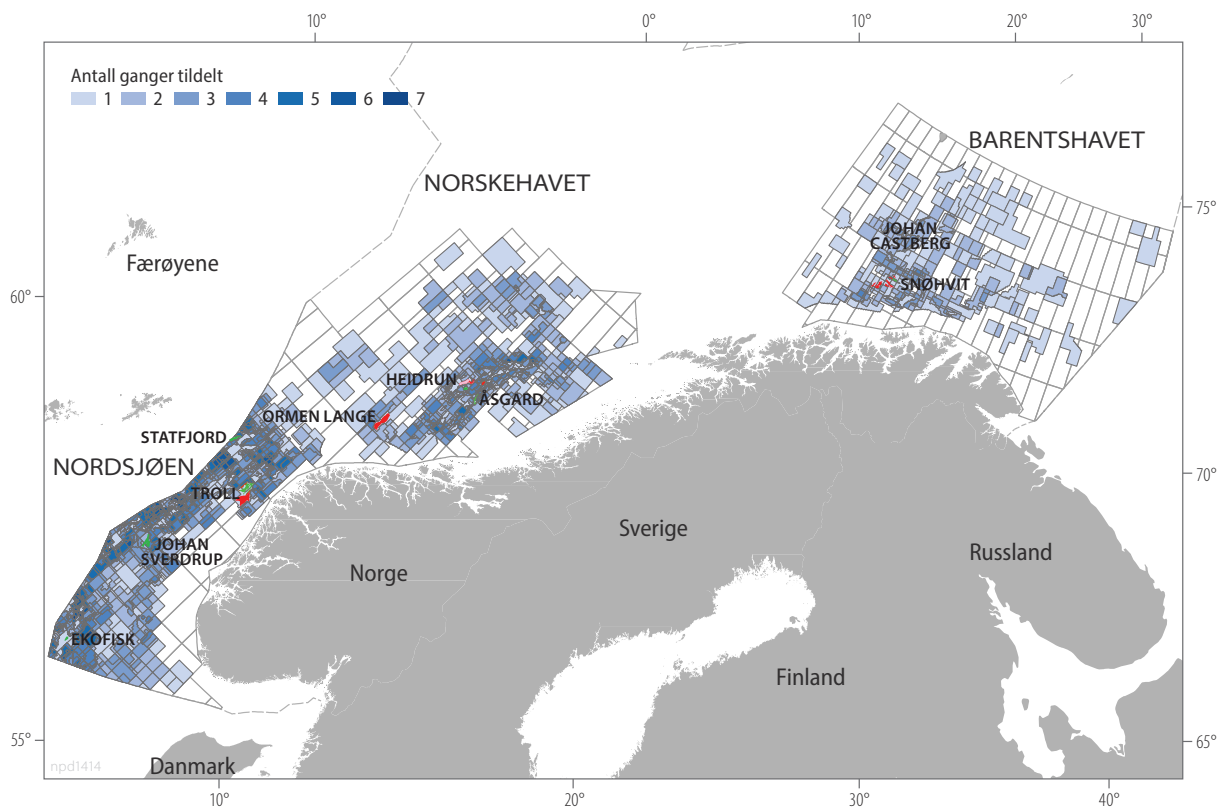 10° 0° 10° 20° 30°
Antall ganger tildelt
1 2 3 4 5 6 7
BARENTSHAVET
NORSKEHAVET
75°
JOHAN
CASTBERG
Færøyene
SNØHVIT
60°
HEIDRUN
ÅSGARD
ORMEN LANGE
STATFJORD
NORDSJØEN
70°
TROLL
Sverige
JOHAN
SVERDRUP
Russland
Norge
EKOFISK
Finland
55°
65°
npd1414
Danmark
10° 20° 30° 40°